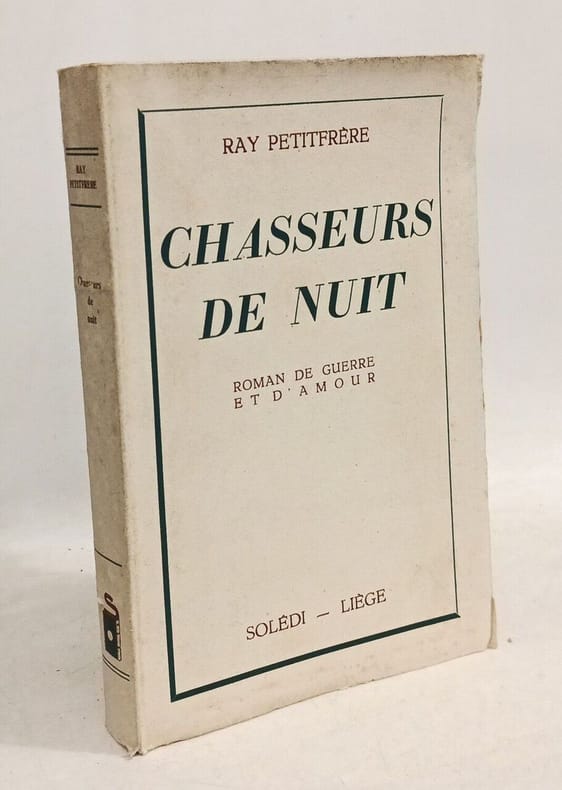 RAY PETITFRÈRE
CHASSEURS
DE NUIT
ROMAN DE GUERRE
ET D'AMOUR
SOLÉDI — LIÈGE
RAY
PETITFRÈRE
Chasseurs
de
nuit